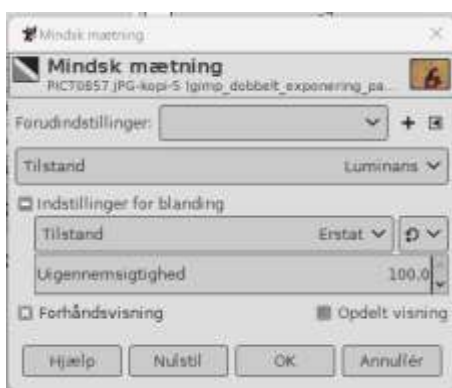 Mindsk mætning
Mindsk mætning
PICT0657 JPG-kopi-5 (gimp_dobbelt_exponering_pa...
Forudindstillinger:
Tilstand Luminans
Indstillinger for blanding
Tilstand Erstat
Uigennemsigtighed 100.0
Forhåndsvisning Opdelt visning
Hjælp Nulstil OK Annullér